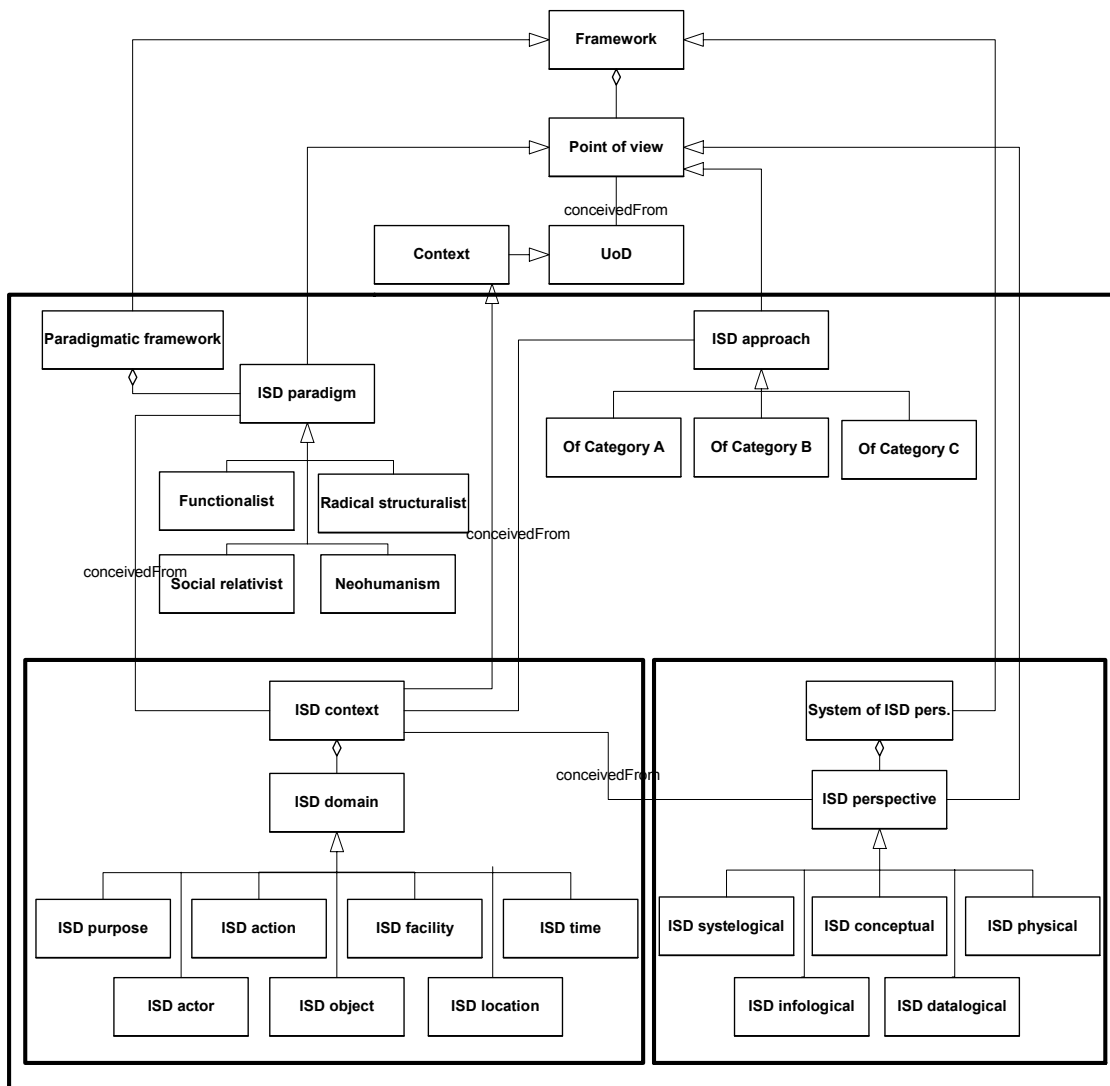 Framework
Point of view
conceivedFrom
Context
UoD
Paradigmatic framework
ISD approach
ISD paradigm
Of Category A
Of Category B
Of Category C
Functionalist
Radical structuralist
conceivedFrom
conceivedFrom
Social relativist
Neohumanism
ISD context
System of ISD pers.
conceivedFrom
ISD domain
ISD perspective
ISD purpose
ISD action
ISD facility
ISD time
ISD systelogical
ISD conceptual
ISD physical
ISD actor
ISD object
ISD location
ISD infological
ISD datalogical